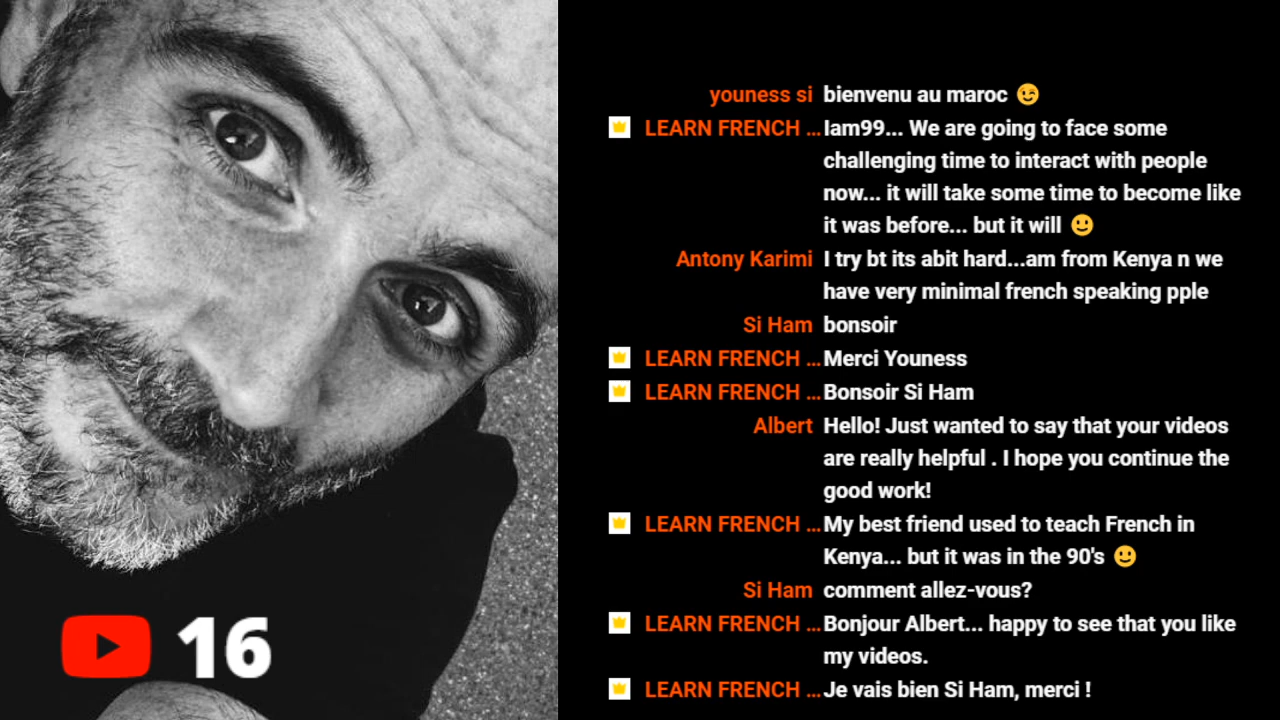 youness si bienvenu au maroc 😉
LEARN FRENCH ... Iam99... We are going to face some
challenging time to interact with people
now... it will take some time to become like
it was before... but it will 🙂
Antony Karimi I try bt its abit hard...am from Kenya n we
have very minimal french speaking pple
Si Ham bonsoir
LEARN FRENCH ... Merci Youness
LEARN FRENCH ... Bonsoir Si Ham
Albert Hello! Just wanted to say that your videos
are really helpful . I hope you continue the
good work!
LEARN FRENCH ... My best friend used to teach French in
Kenya... but it was in the 90's 🙂
Si Ham comment allez-vous?
LEARN FRENCH ... Bonjour Albert... happy to see that you like
my videos.
LEARN FRENCH ... Je vais bien Si Ham, merci !
16